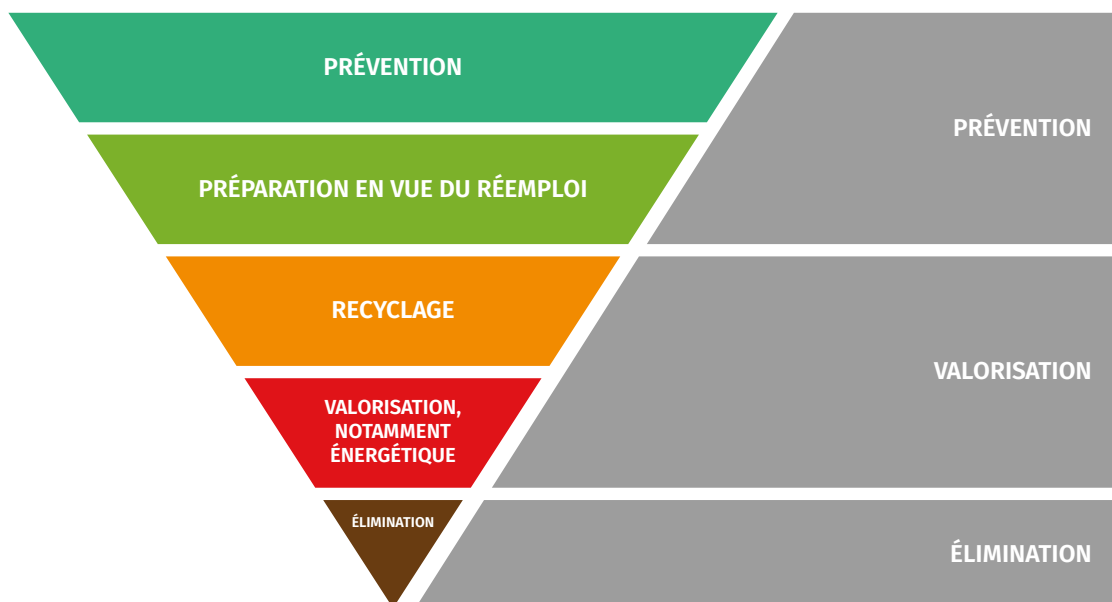 PRÉVENTION
PRÉPARATION EN VUE DU RÉEMPLOI
RECYCLAGE
VALORISATION,
NOTAMMENT
ÉNERGÉTIQUE
ÉLIMINATION
PRÉVENTION
VALORISATION
ÉLIMINATION